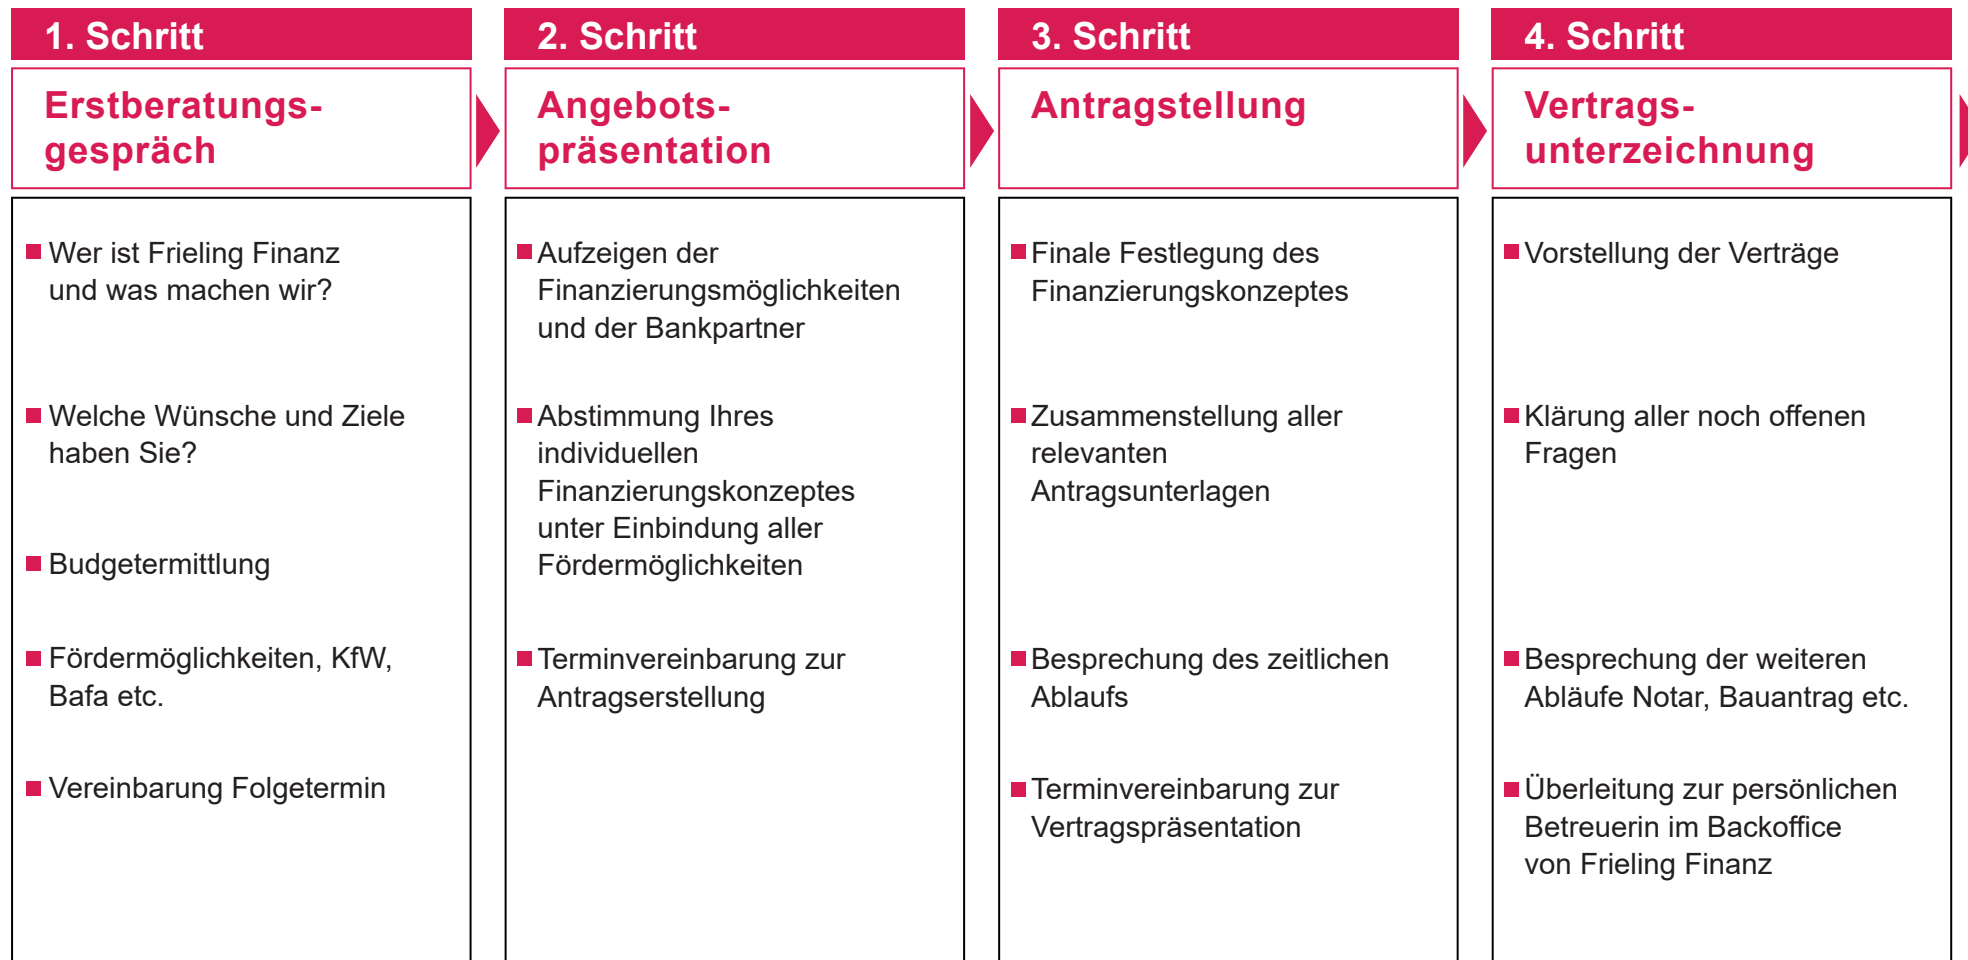 1. Schritt
Erstberatungs-
gespräch
Wer ist Frieling Finanz
und was machen wir?
Welche Wünsche und Ziele
haben Sie?
Budgetermittlung
Fördermöglichkeiten, KfW,
Bafa etc.
Vereinbarung Folgetermin
2. Schritt
Angebots-
präsentation
Aufzeigen der
Finanzierungsmöglichkeiten
und der Bankpartner
Abstimmung Ihres
individuellen
Finanzierungskonzeptes
unter Einbindung aller
Fördermöglichkeiten
Terminvereinbarung zur
Antragserstellung
3. Schritt
Antragstellung
Finale Festlegung des
Finanzierungskonzeptes
Zusammenstellung aller
relevanten
Antragsunterlagen
Besprechung des zeitlichen
Ablaufs
Terminvereinbarung zur
Vertragspräsentation
4. Schritt
Vertrags-
unterzeichnung
Vorstellung der Verträge
Klärung aller noch offenen
Fragen
Besprechung der weiteren
Abläufe Notar, Bauantrag etc.
Überleitung zur persönlichen
Betreuerin im Backoffice
von Frieling Finanz